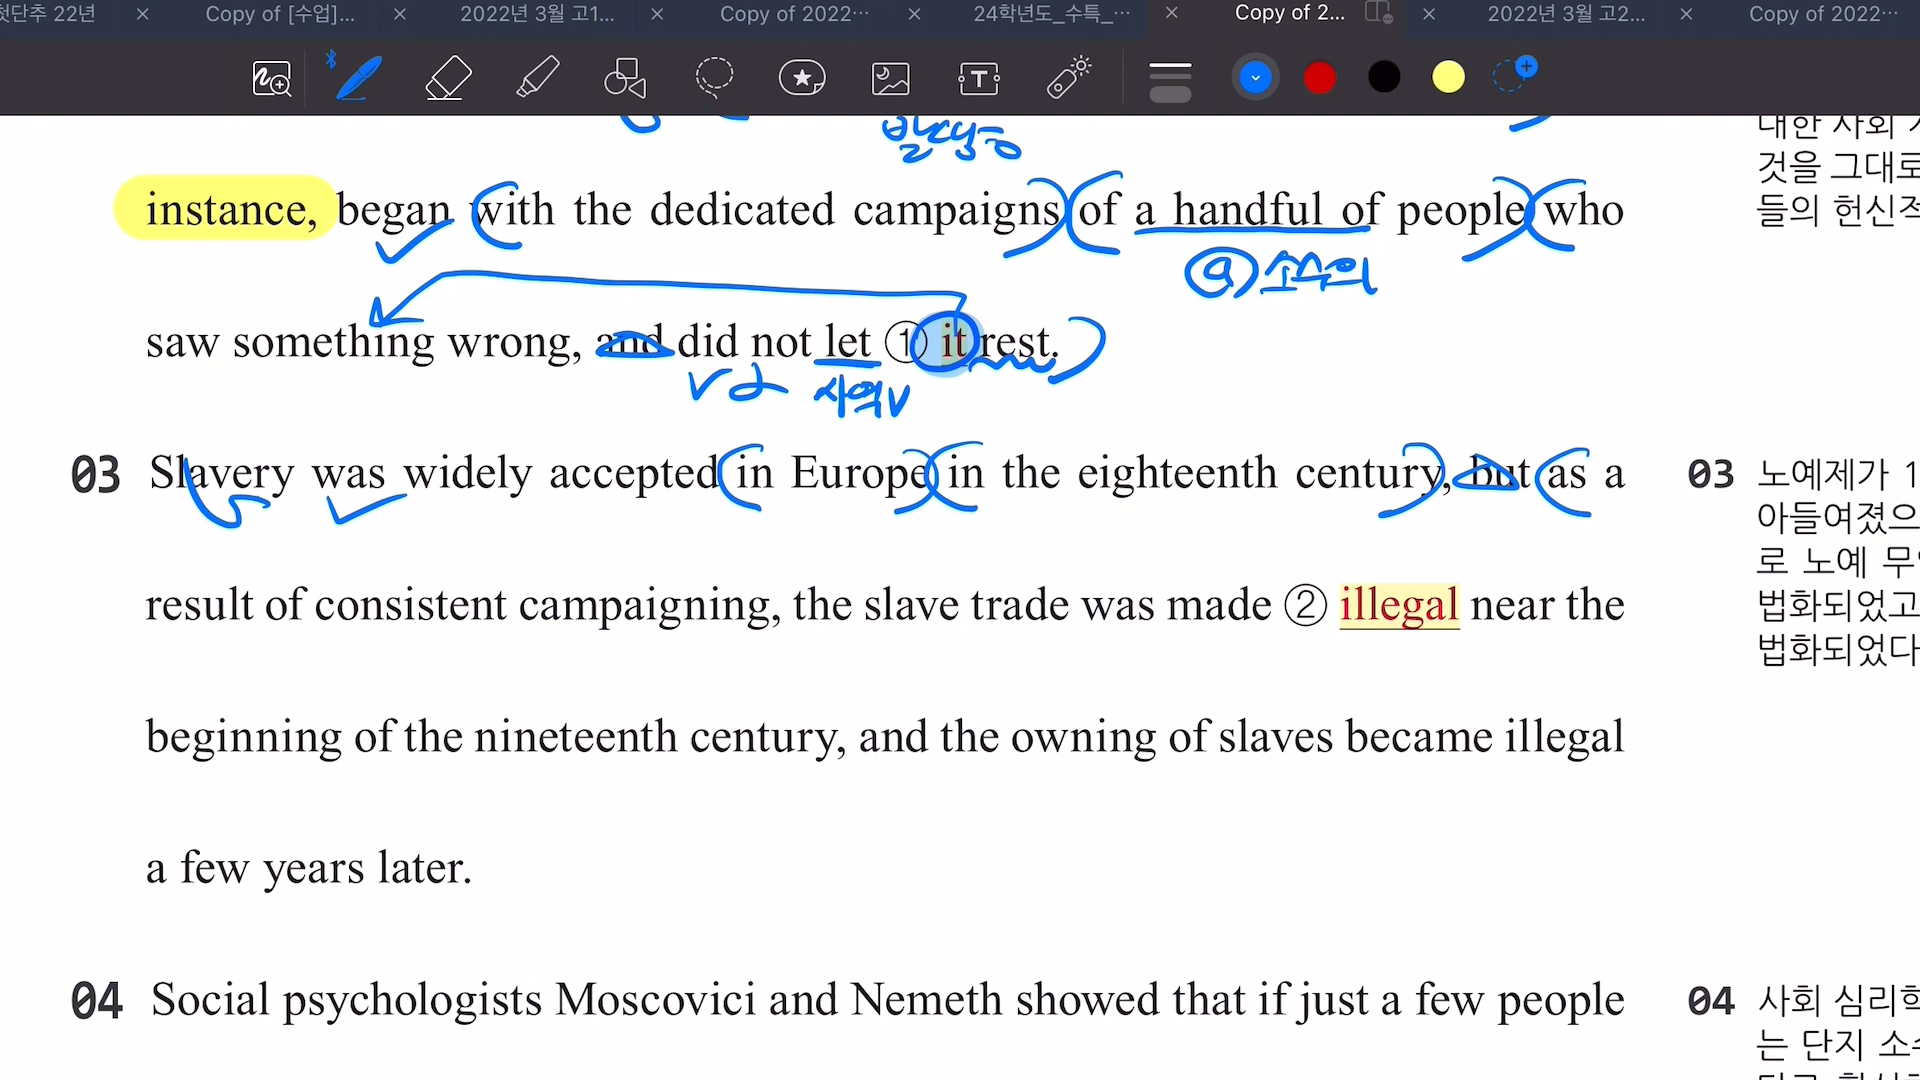 첫단추 22년 × Copy of [수업]... × 2022년 3월 고1... × Copy of 2022... × 24학년도_수특_... × Copy of 2... × 2022년 3월 고2... × Copy of 2022...
발생
instance, began with the dedicated campaigns of a handful of people who
ⓐ 소수의
saw something wrong, and did not let ① it rest.
V 사역V
03 Slavery was widely accepted in Europe in the eighteenth century, but as a
result of consistent campaigning, the slave trade was made ② illegal near the
beginning of the nineteenth century, and the owning of slaves became illegal
a few years later.
04 Social psychologists Moscovici and Nemeth showed that if just a few people
대한 사회
것을 그대로
들의 헌신적
03 노예제가 1
아들여졌으
로 노예 무
법화되었고
법화되었다
04 사회 심리학
는 단지 소